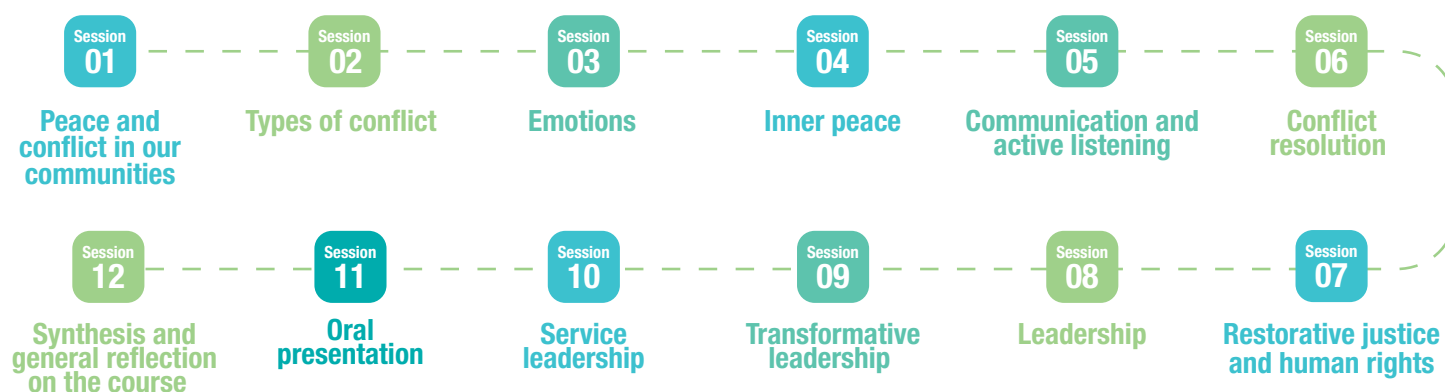 Session
01
Peace and
conflict in our
communities
Session
02
Types of conflict
Session
03
Emotions
Session
04
Inner peace
Session
05
Communication and
active listening
Session
06
Conflict
resolution
Session
07
Restorative justice
and human rights
Session
08
Leadership
Session
09
Transformative
leadership
Session
10
Service
leadership
Session
11
Oral
presentation
Session
12
Synthesis and
general reflection
on the course